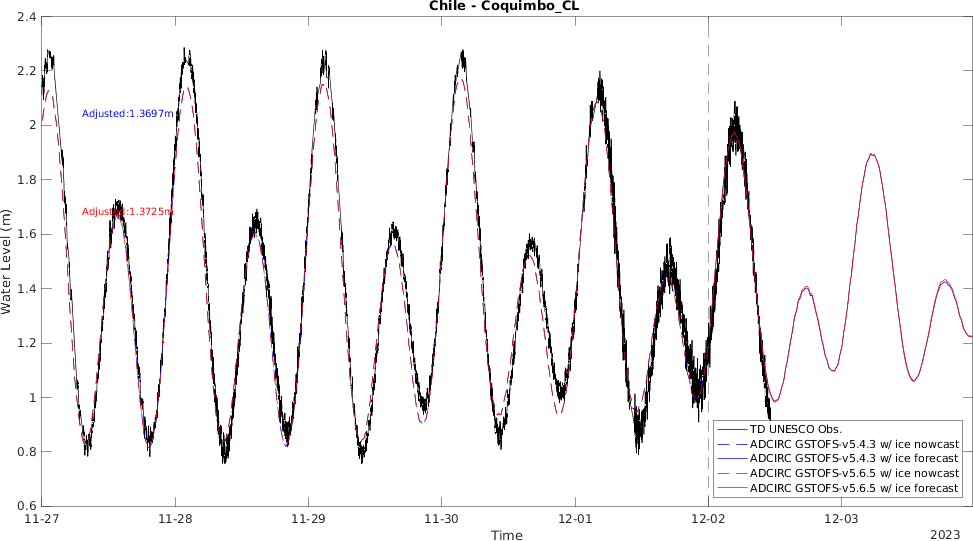 Chile - Coquimbo_CL
2.4
2.2
2
1.8
1.6
1.4
1.2
1
0.8
0.6
Water Level (m)
Adjusted:1.3697m
Adjusted:1.3725m
TD UNESCO Obs.
ADCIRC GSTOFS-v5.4.3 w/ ice nowcast
ADCIRC GSTOFS-v5.4.3 w/ ice forecast
ADCIRC GSTOFS-v5.6.5 w/ ice nowcast
ADCIRC GSTOFS-v5.6.5 w/ ice forecast
11-27 11-28 11-29 11-30 12-01 12-02 12-03
Time
2023